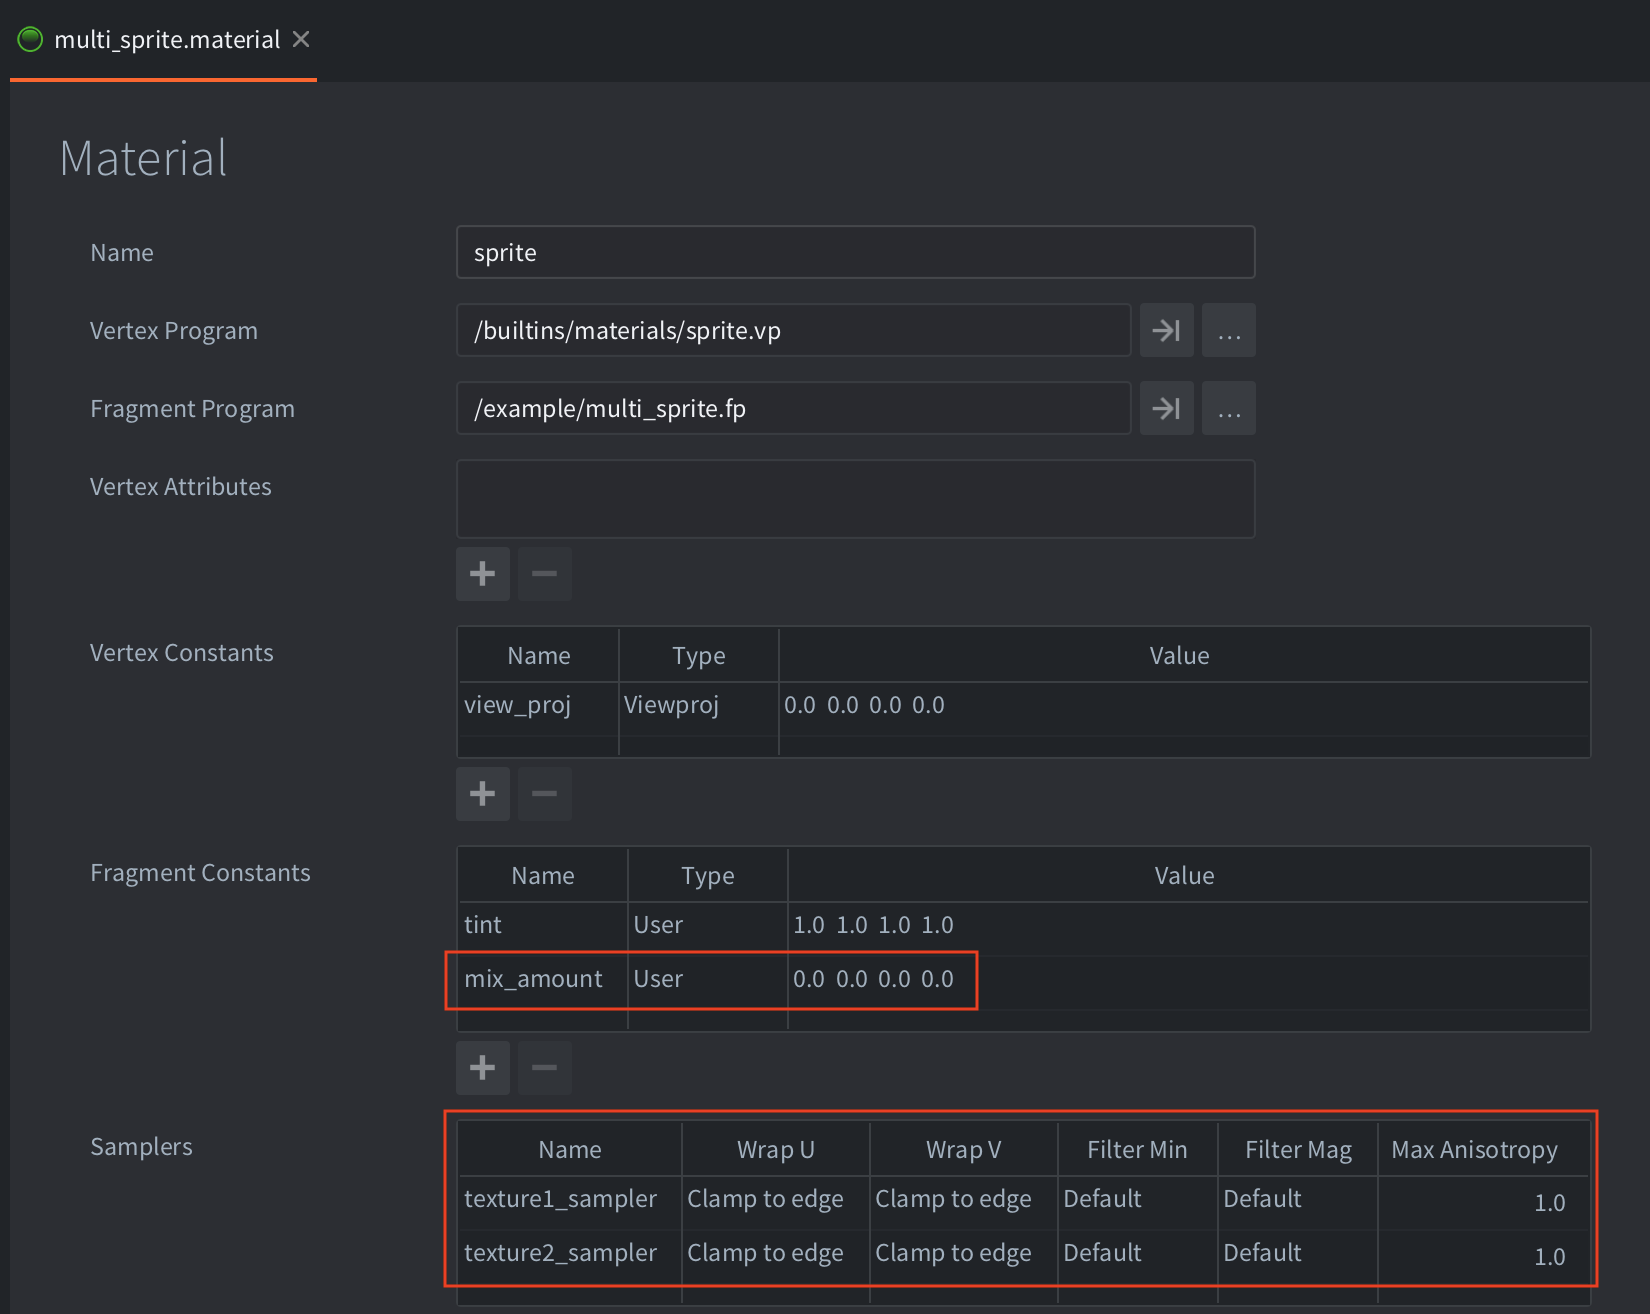 multi_sprite.material
Material
Name sprite
Vertex Program /builtins/materials/sprite.vp ...
Fragment Program /example/multi_sprite.fp ...
Vertex Attributes
Vertex Constants Name Type Value
view_proj Viewproj 0.0 0.0 0.0 0.0
Fragment Constants Name Type Value
tint User 1.0 1.0 1.0 1.0
mix_amount User 0.0 0.0 0.0 0.0
Samplers Name Wrap U Wrap V Filter Min Filter Mag Max Anisotropy
texture1_sampler Clamp to edge Clamp to edge Default Default 1.0
texture2_sampler Clamp to edge Clamp to edge Default Default 1.0